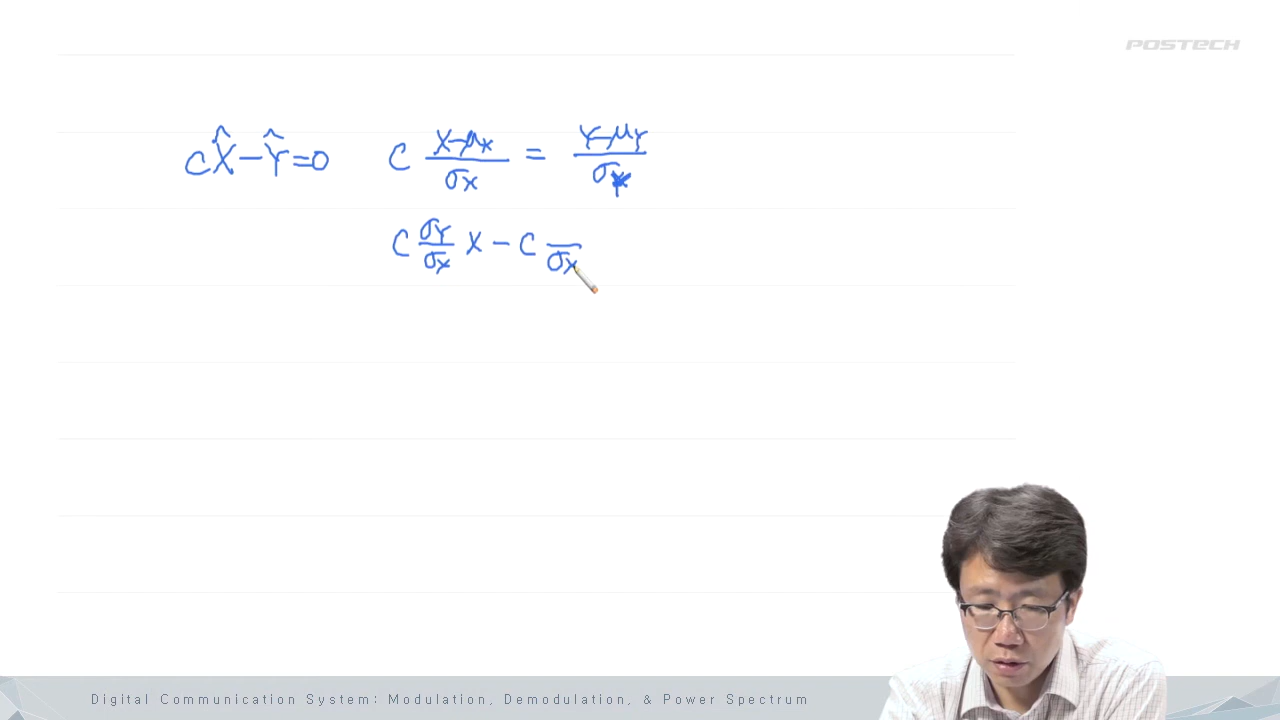 POSTECH
CX̂-Ŷ=0 C (X-μx)/σx = (Y-μY)/σY
C σY/σx X - C /σx
Digital Communication System: Modulation, Demodulation, & Power Spectrum